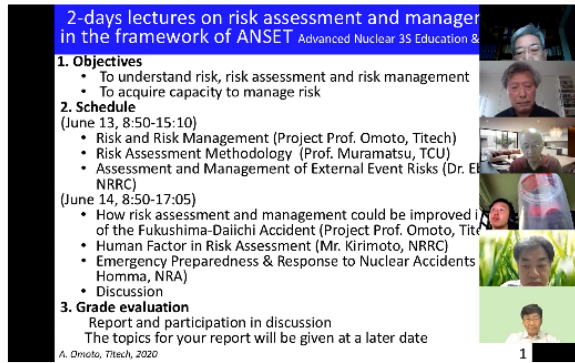 2-days lectures on risk assessment and
in the framework of ANSET Advanced Nuclear 3S Education &
1. Objectives
• To understand risk, risk assessment and risk management
• To acquire capacity to manage risk
2. Schedule
(June 13, 8:50-15:10)
• Risk and Risk Management (Project Prof. Omoto, Titech)
• Risk Assessment Methodology (Prof. Muramatsu, TCU)
• Assessment and Management of External Event Risks (Dr.
NRRC)
(June 14, 8:50-17:05)
• How risk assessment and management could be improved
of the Fukushima-Daiichi Accident (Project Prof. Omoto,
• Human Factor in Risk Assessment (Mr. Kirimoto, NRRC)
• Emergency Preparedness & Response to Nuclear Accidents
Homma, NRA)
• Discussion
3. Grade evaluation
Report and participation in discussion
The topics for your report will be given at a later date
A. Omoto, Titech, 2020
1